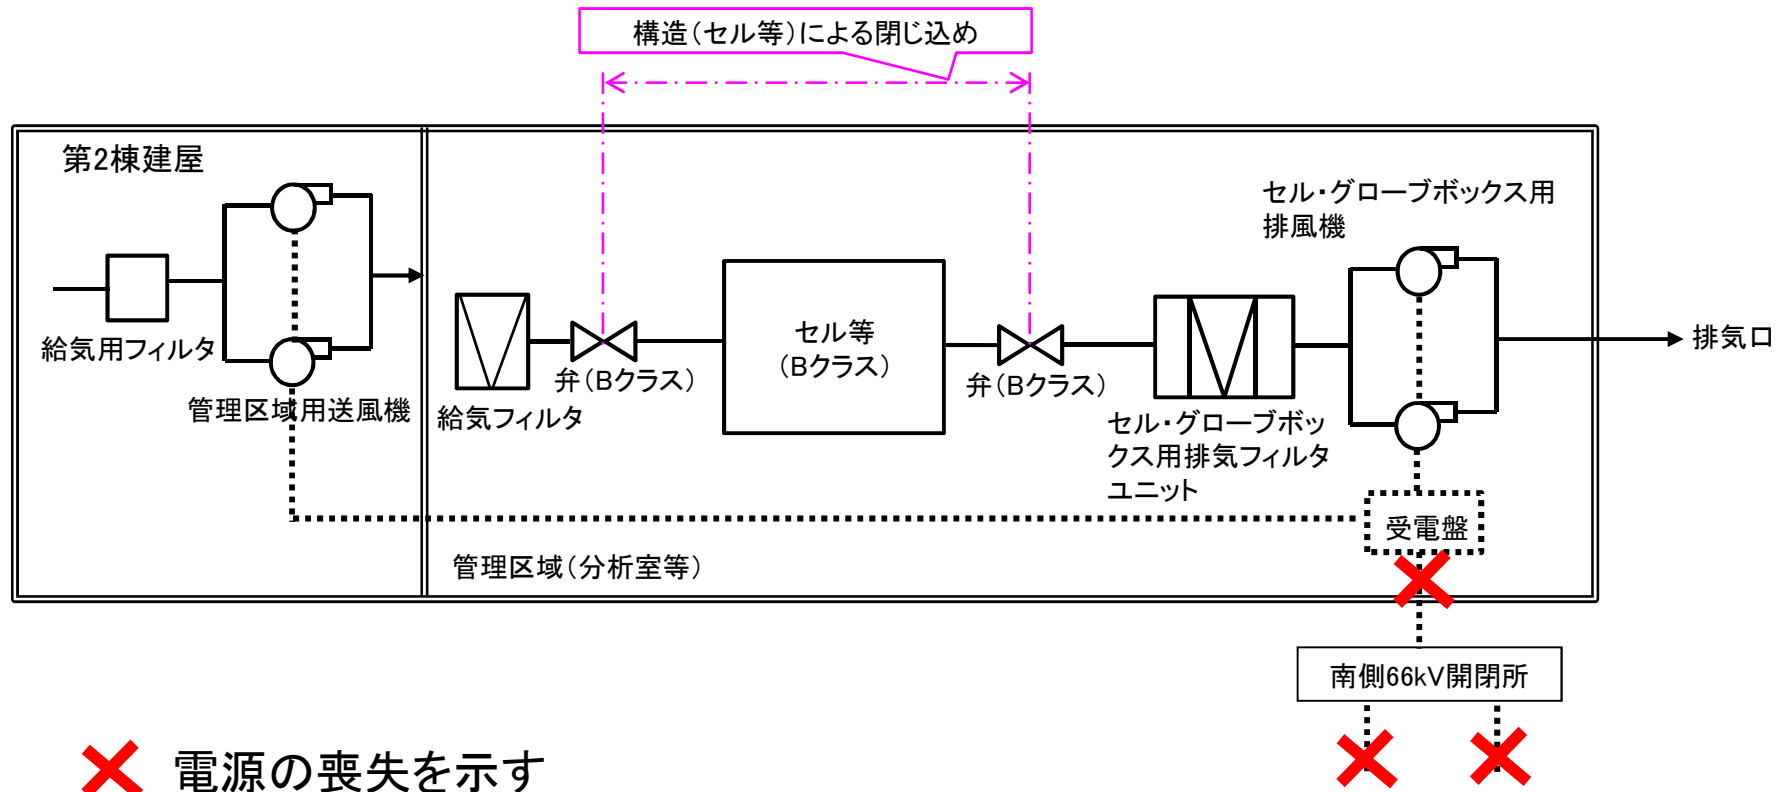 構造（セル等）による閉じ込め
第2棟建屋
給気用フィルタ
管理区域用送風機
給気フィルタ
弁（Bクラス）
セル等
（Bクラス）
弁（Bクラス）
セル・グローブボッ
クス用排気フィルタ
ユニット
セル・グローブボックス用
排風機
排気口
受電盤
管理区域（分析室等）
南側66kV開閉所
電源の喪失を示す